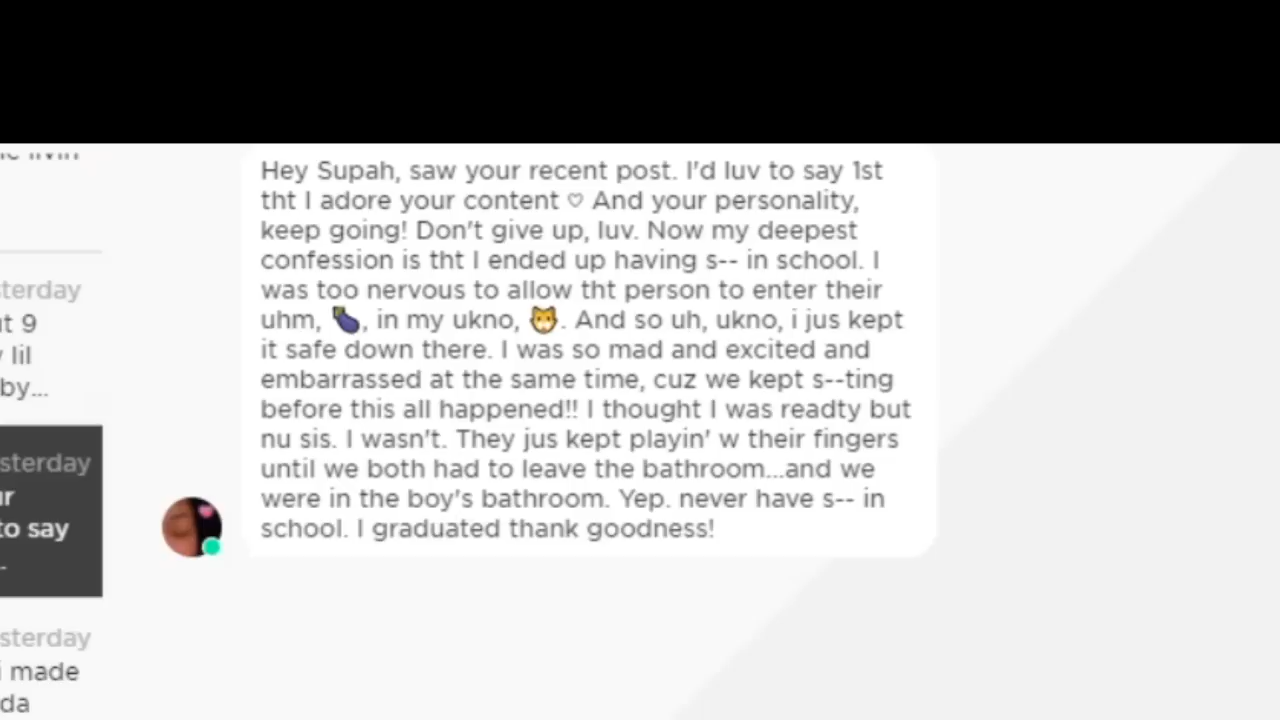 Hey Supah, saw your recent post. I'd luv to say 1st
tht I adore your content ♡ And your personality,
keep going! Don't give up, luv. Now my deepest
sterday
confession is tht I ended up having s-- in school. I
was too nervous to allow tht person to enter their
9
uhm, 🍆, in my ukno, 🐱. And so uh, ukno, i jus kept
lil
it safe down there. I was so mad and excited and
by...
embarrassed at the same time, cuz we kept s--ting
before this all happened!! I thought I was readty but
nu sis. I wasn't. They jus kept playin' w their fingers
sterday
until we both had to leave the bathroom...and we
were in the boy's bathroom. Yep. never have s-- in
to say
school. I graduated thank goodness!
sterday
i made
da